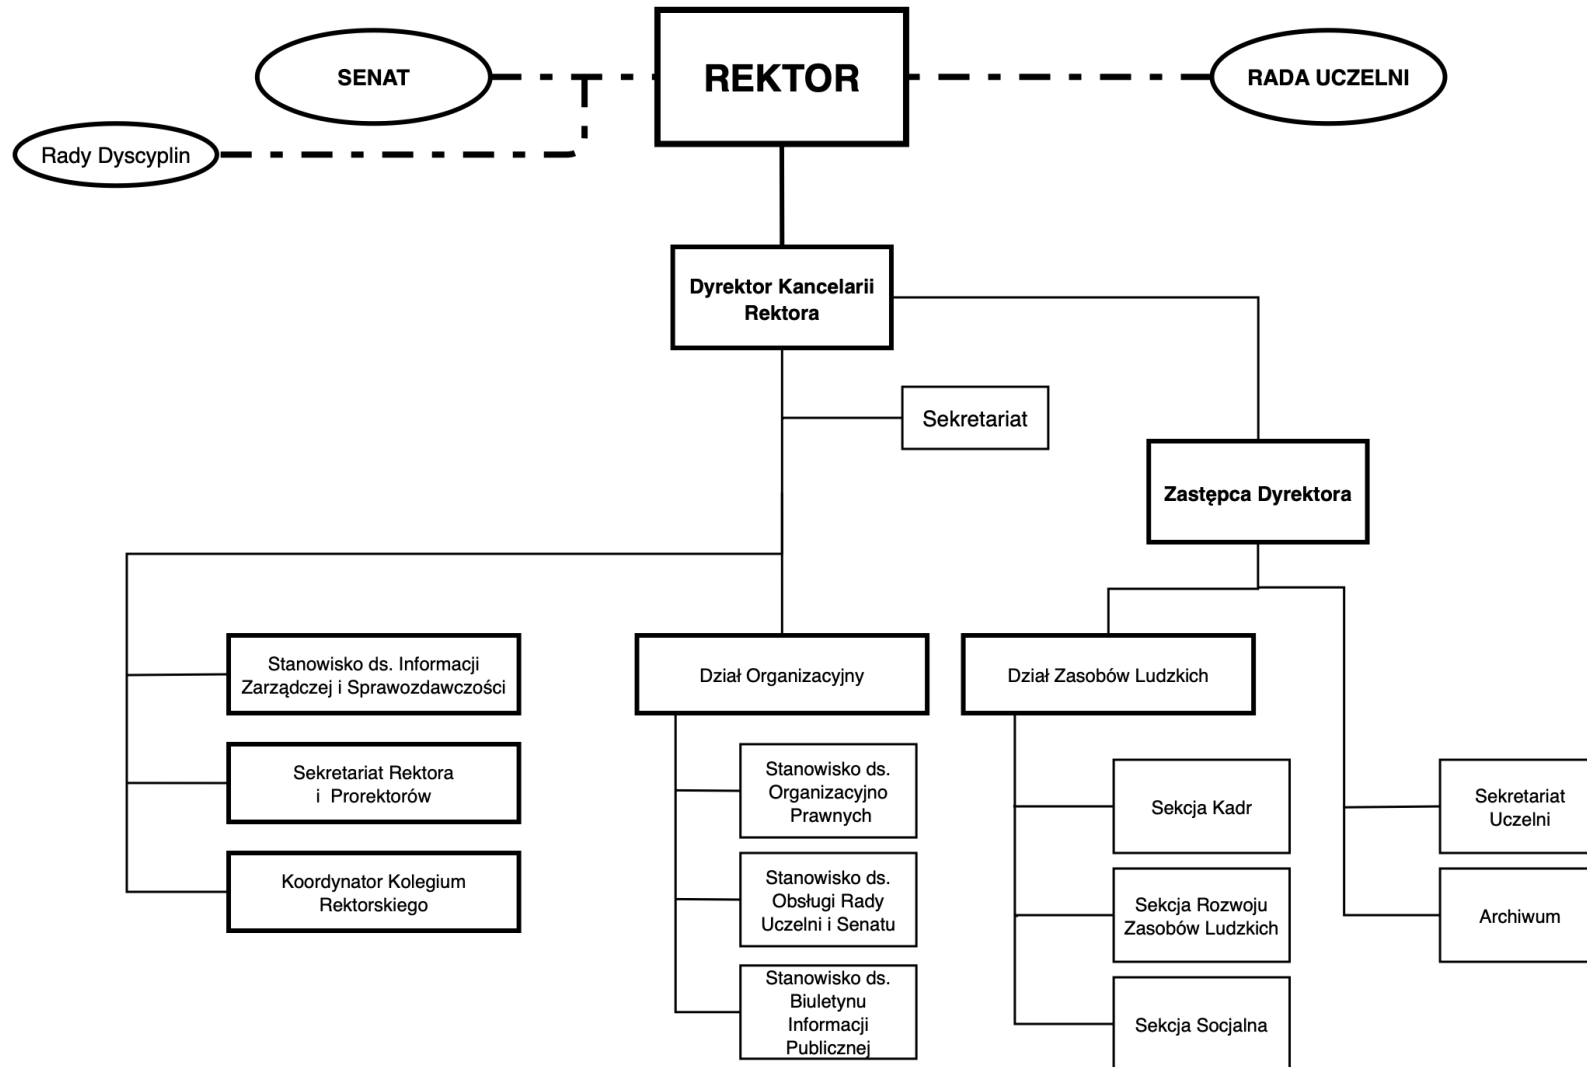 SENAT
REKTOR
RADA UCZELNI
Rady Dyscyplin
Dyrektor Kancelarii
Rektora
Sekretariat
Zastępca Dyrektora
Stanowisko ds. Informacji
Zarządczej i Sprawozdawczości
Sekretariat Rektora
i Prorektorów
Koordynator Kolegium
Rektorskiego
Dział Organizacyjny
Stanowisko ds.
Organizacyjno
Prawnych
Stanowisko ds.
Obsługi Rady
Uczelni i Senatu
Stanowisko ds.
Biuletynu
Informacji
Publicznej
Dział Zasobów Ludzkich
Sekcja Kadr
Sekcja Rozwoju
Zasobów Ludzkich
Sekcja Socjalna
Sekretariat
Uczelni
Archiwum